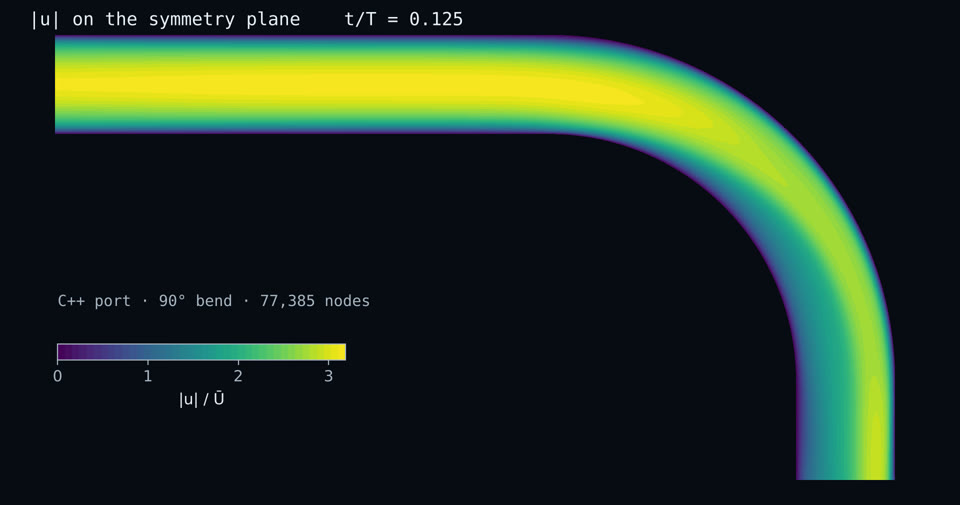 |u| on the symmetry plane    t/T = 0.125
C++ port · 90° bend · 77,385 nodes
0 1 2 3
|u| / Ū